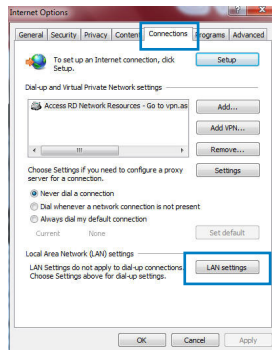 Internet Options
General Security Privacy Content Connections Programs Advanced
To set up an Internet connection, click
Setup.
Setup
Dial-up and Virtual Private Network settings
Access RD Network Resources - Go to vpn.as
Add...
Add VPN...
Remove...
Choose Settings if you need to configure a proxy
server for a connection.
Settings
Never dial a connection
Dial whenever a network connection is not present
Always dial my default connection
Current None
Set default
Local Area Network (LAN) settings
LAN Settings do not apply to dial-up connections.
Choose Settings above for dial-up settings.
LAN settings
OK Cancel Apply